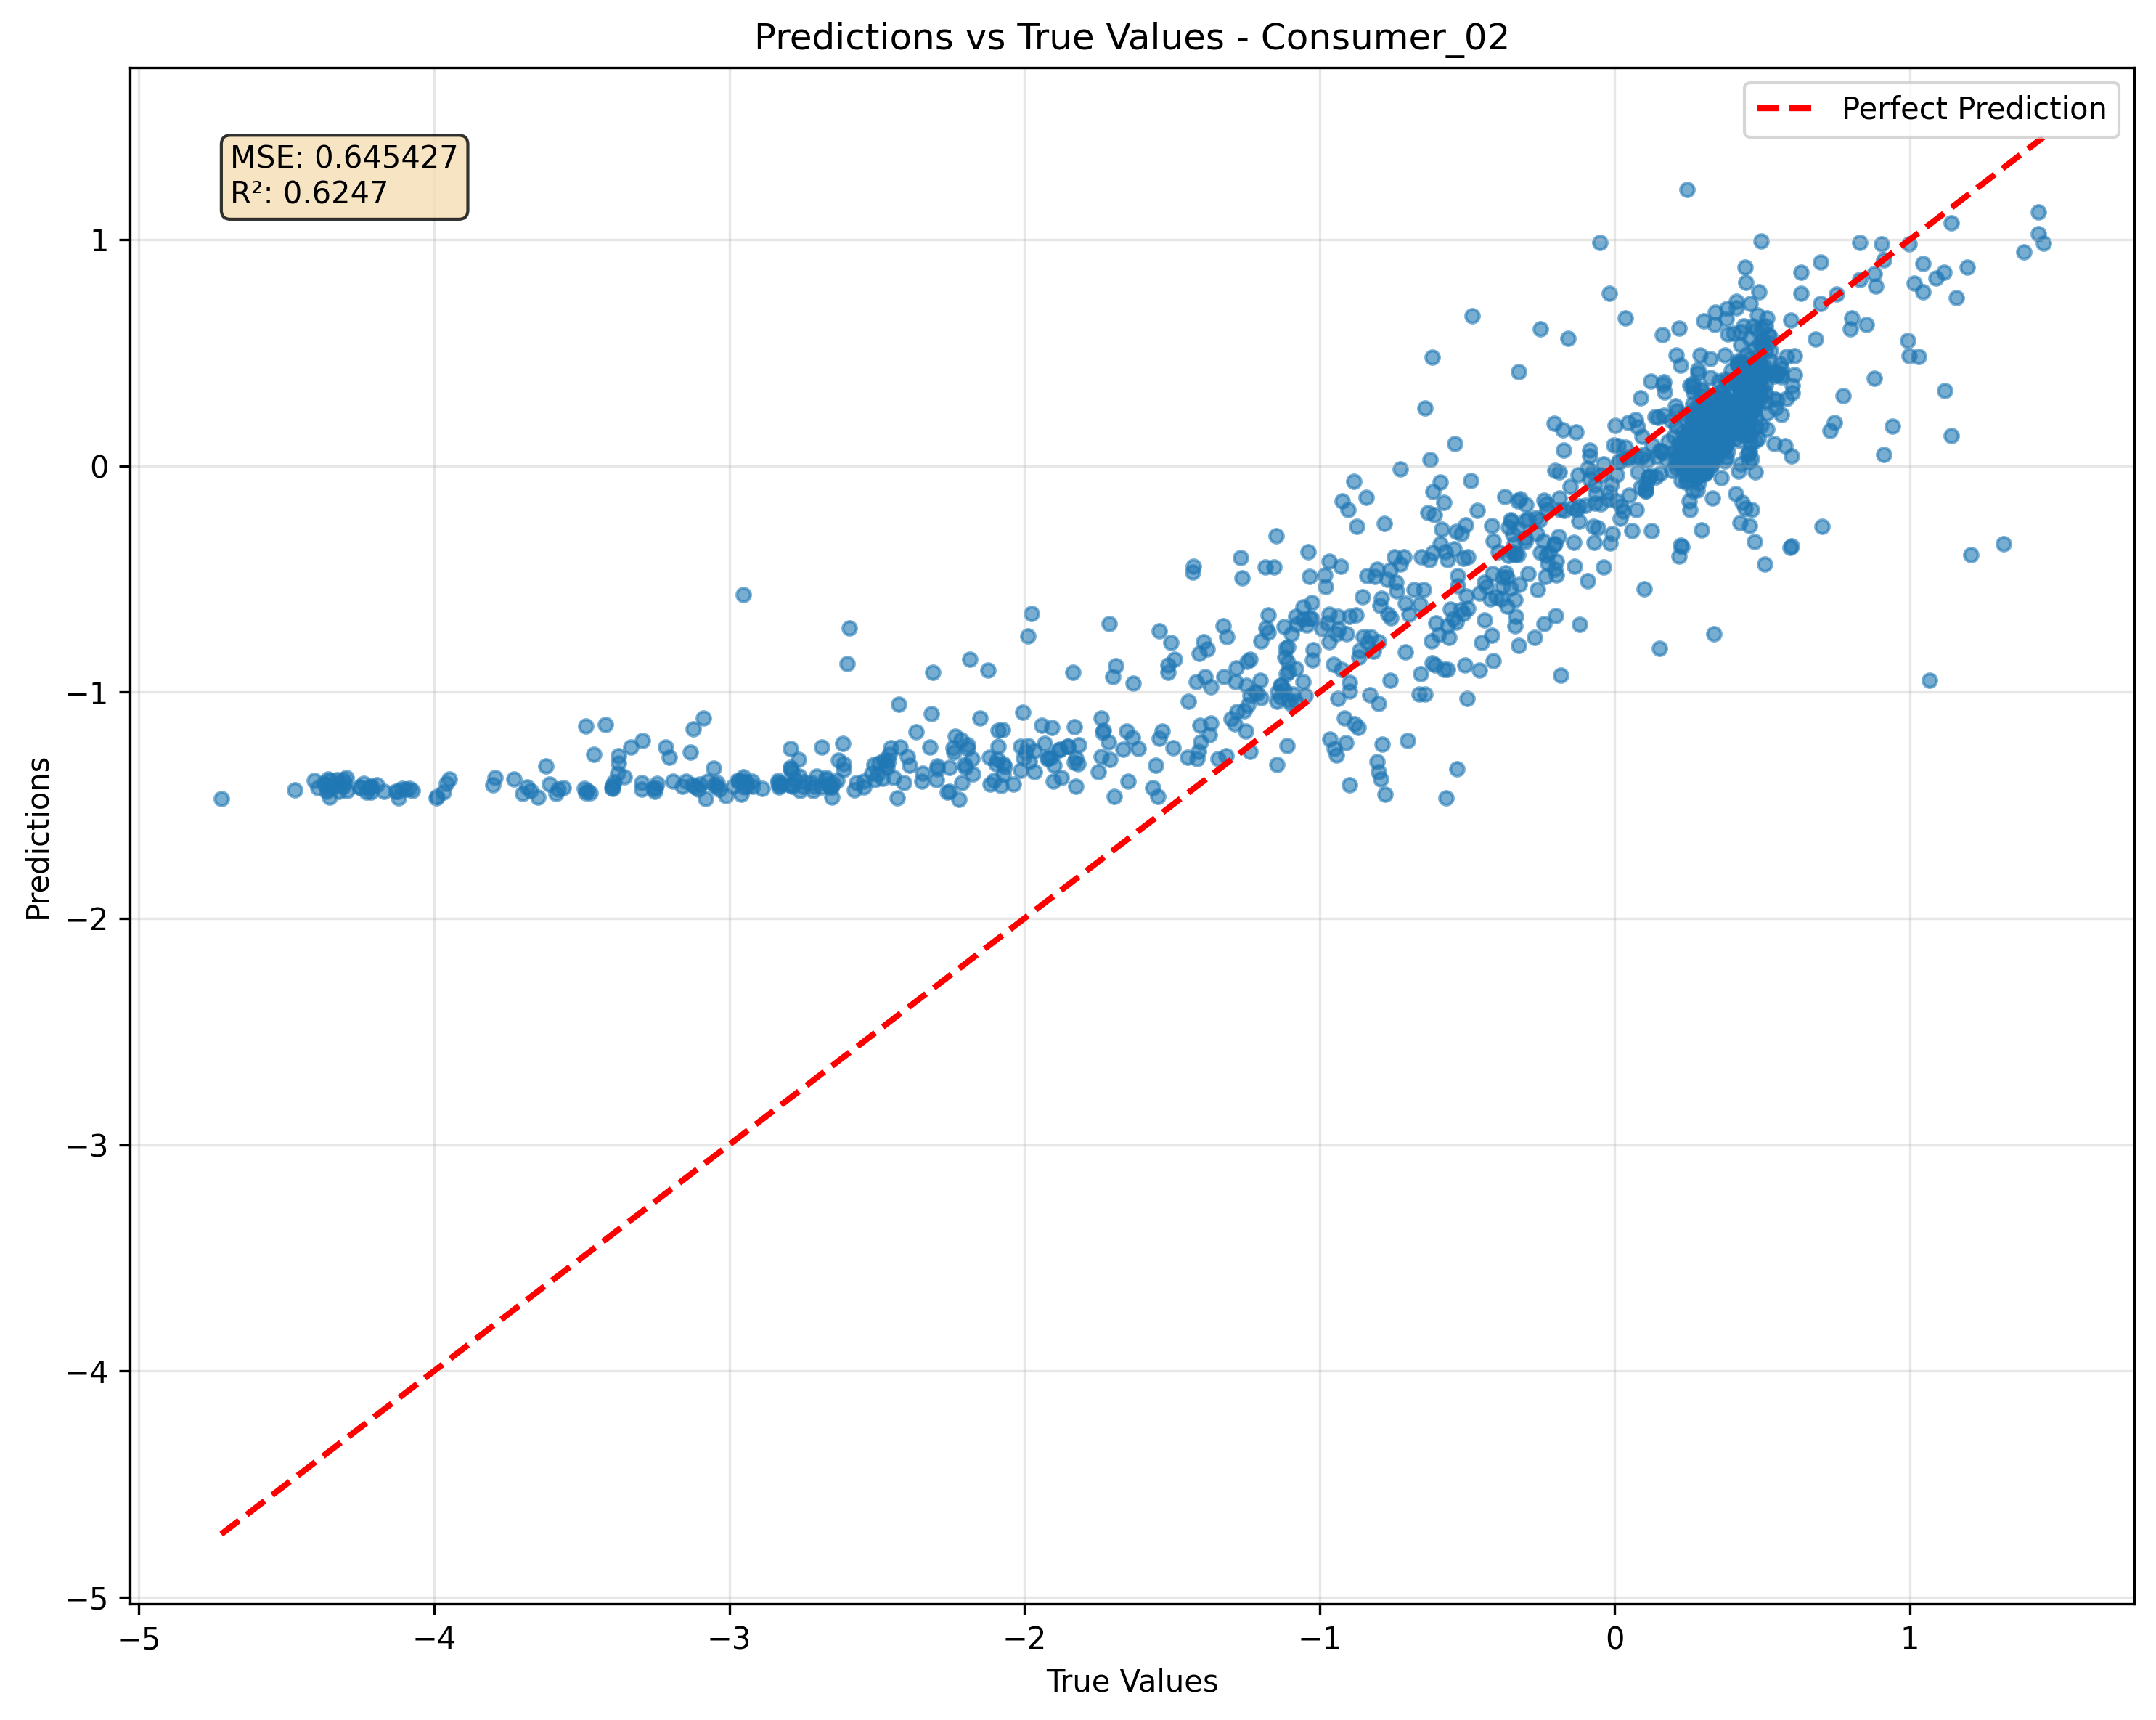 Predictions vs True Values - Consumer_02
Perfect Prediction
MSE: 0.645427
R²: 0.6247
1
0
−1
−2
−3
−4
−5
Predictions
−5 −4 −3 −2 −1 0 1
True Values